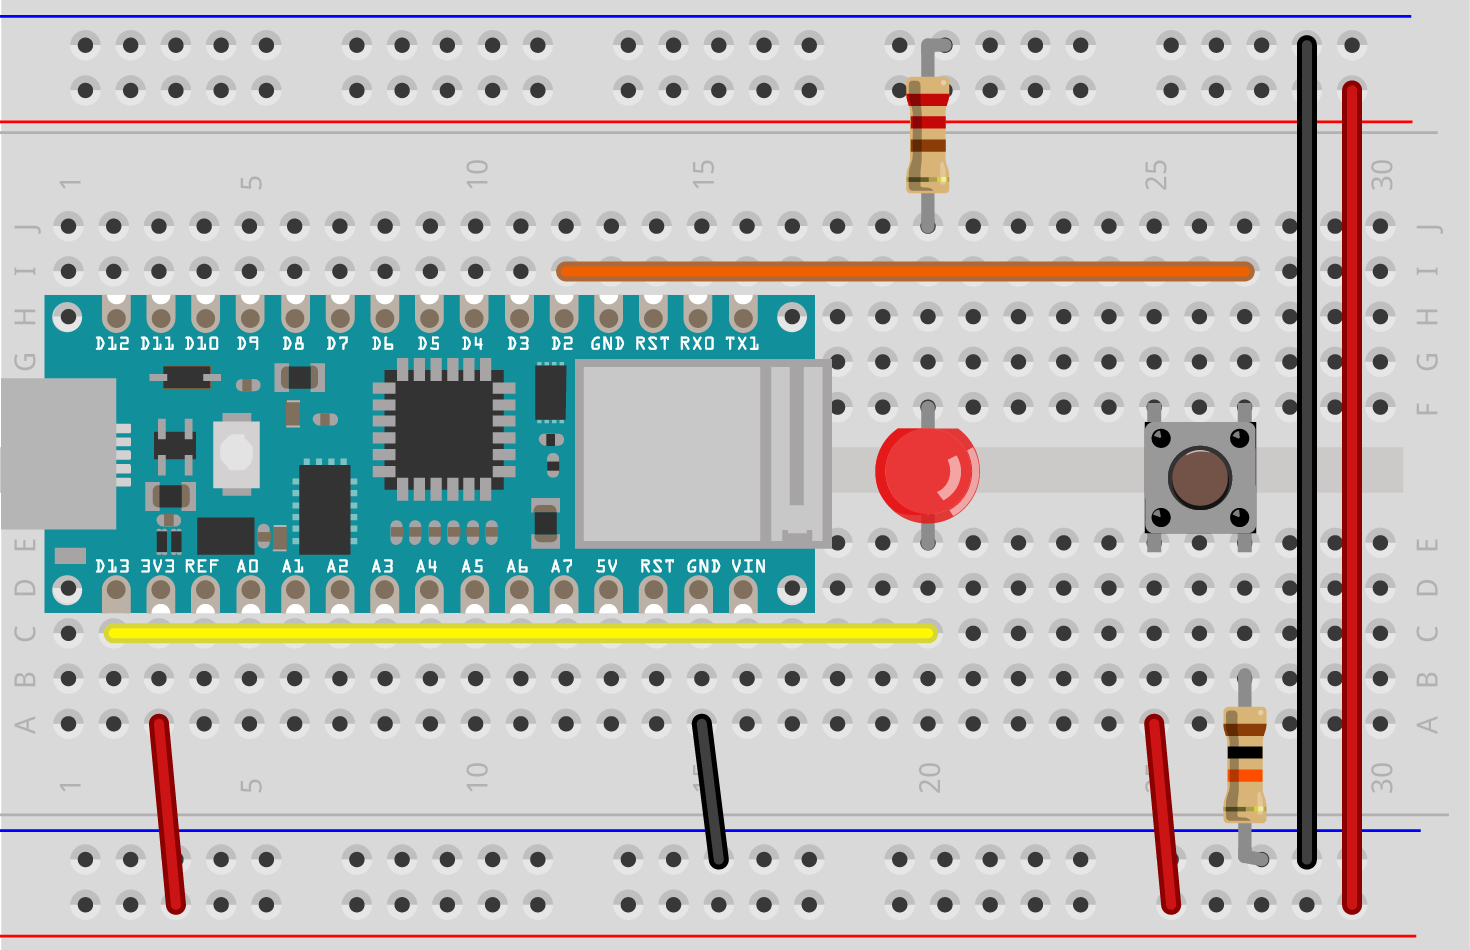 1 5 10 15 25 30
J J
I I
H H
D12 D11 D10 D9 D8 D7 D6 D5 D4 D3 D2 GND RST RX0 TX1
G G
F F
E E
D13 3V3 REF A0 A1 A2 A3 A4 A5 A6 A7 5V RST GND VIN
D D
C C
B B
A A
1 5 10 20 30